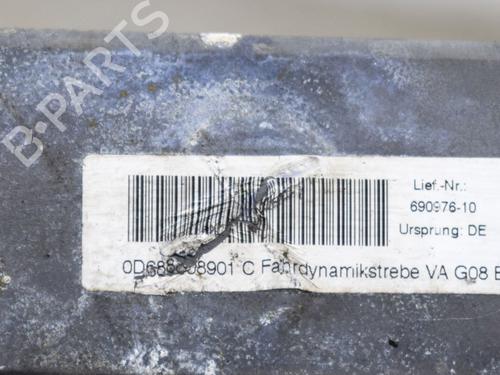 B-PARTS
Lief.-Nr.:
690976-10
Ursprung: DE
C Fahrdynamikstrebe VA G08